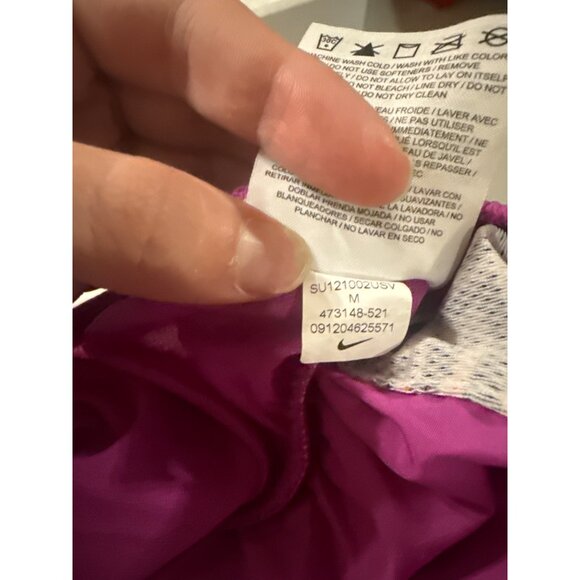 30C
MACHINE WASH COLD / WASH WITH LIKE COLOR
DO NOT USE SOFTENERS / REMOVE
DO NOT ALLOW TO LAY ON ITSELF
DO NOT BLEACH / LINE DRY / DO NOT
DO NOT DRY CLEAN
EAU FROIDE / LAVER AVEC
/ NE PAS UTILISER
IMMEDIATEMENT / NE
LORSQU'IL EST
EAU DE JAVEL /
REPASSER /
LAVAR CON
RETIRAR SUAVIZANTES /
DOBLAR PRENDA MOJADA / LA LAVADORA / NO
BLANQUEADORES / SECAR COLGADO / NO
PLANCHAR / NO LAVAR EN SECO
SU121002USV
M
473148-521
091204625571